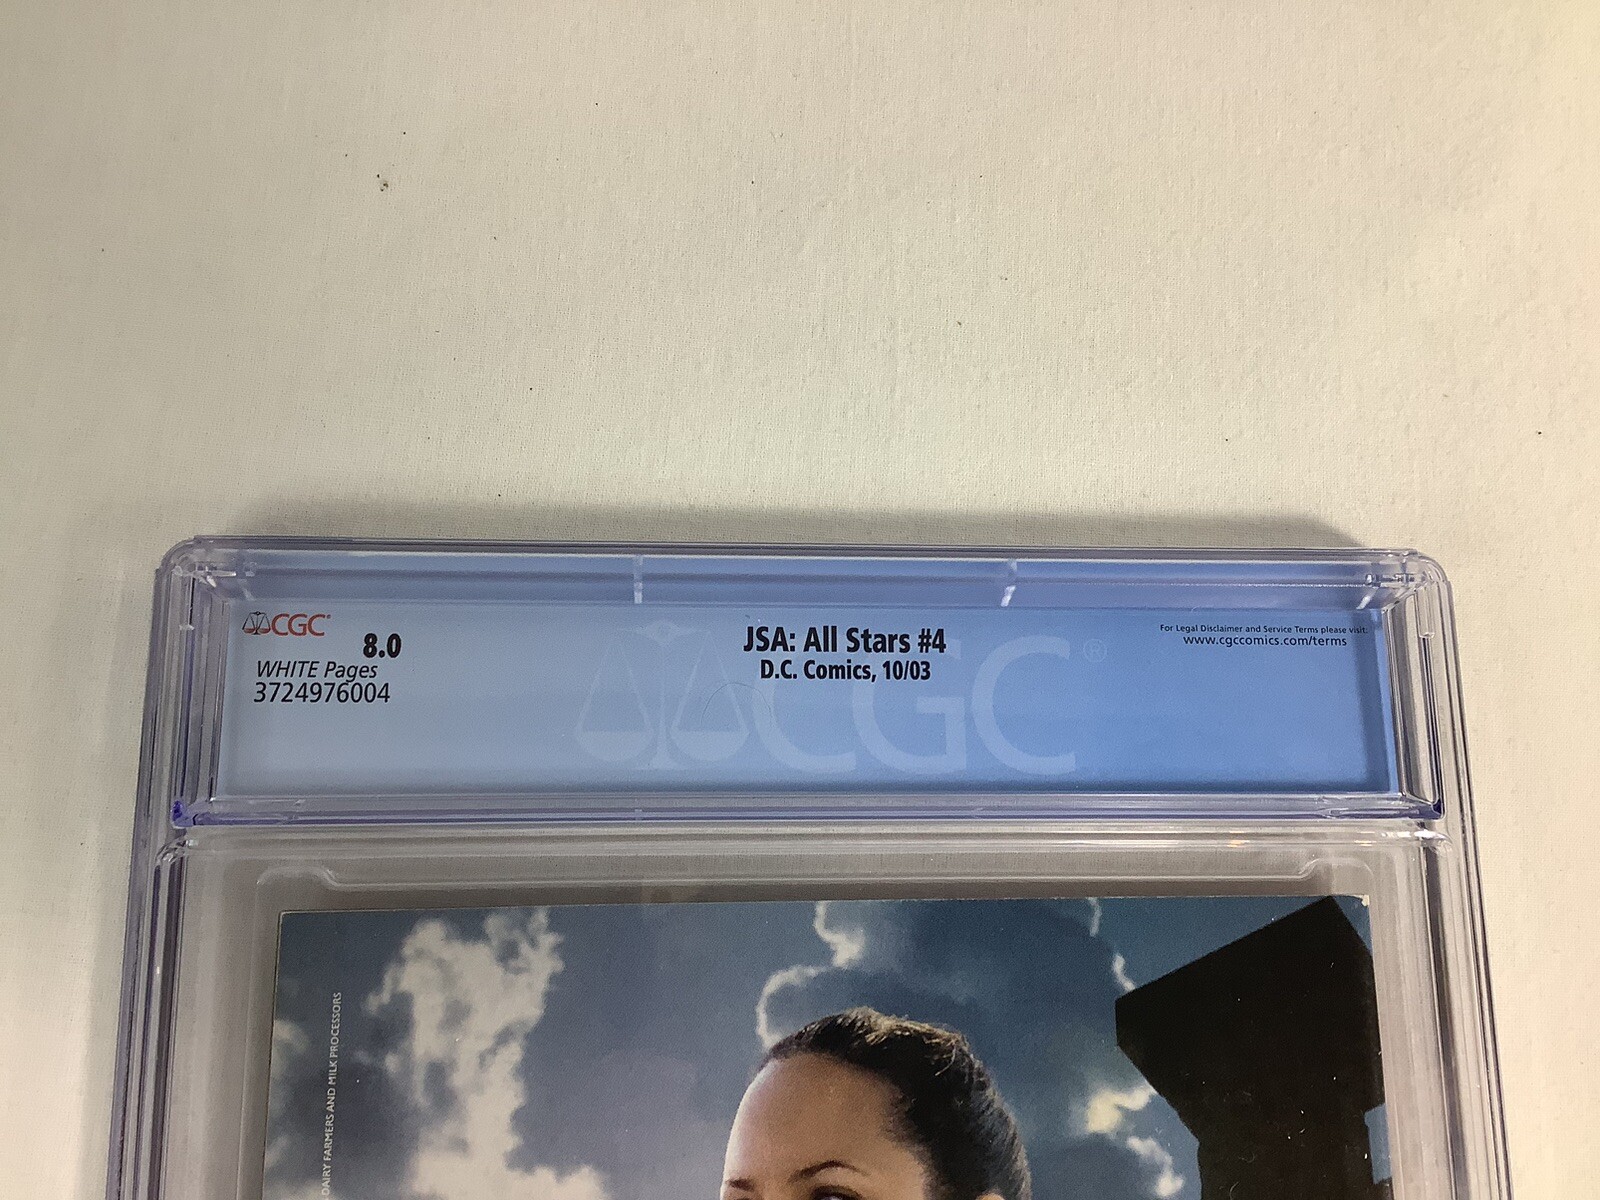 CGC
8.0
WHITE Pages
3724976004
JSA: All Stars #4
D.C. Comics, 10/03
For Legal Disclaimer and Service Terms please visit:
www.cgccomics.com/terms
CGC®
DAIRY FARMERS AND MILK PROCESSORS